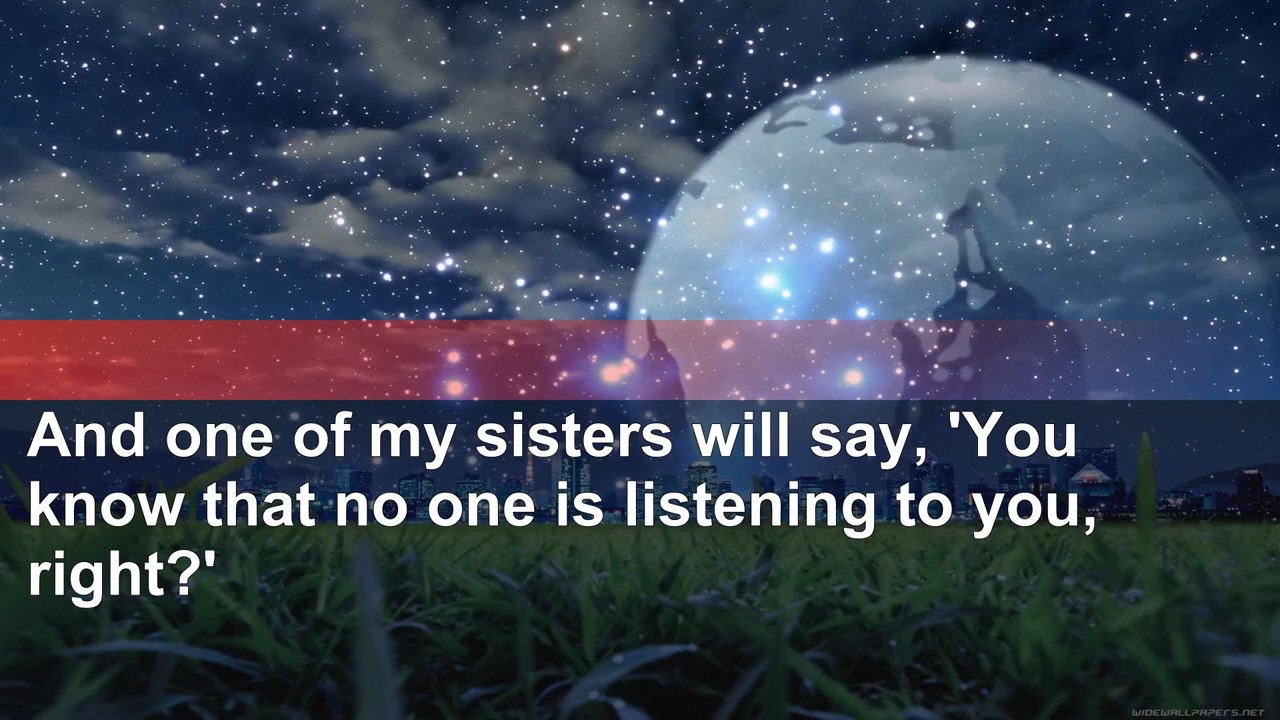 And one of my sisters will say, 'You
know that no one is listening to you,
right?'
WIDEWALLPAPERS.NET